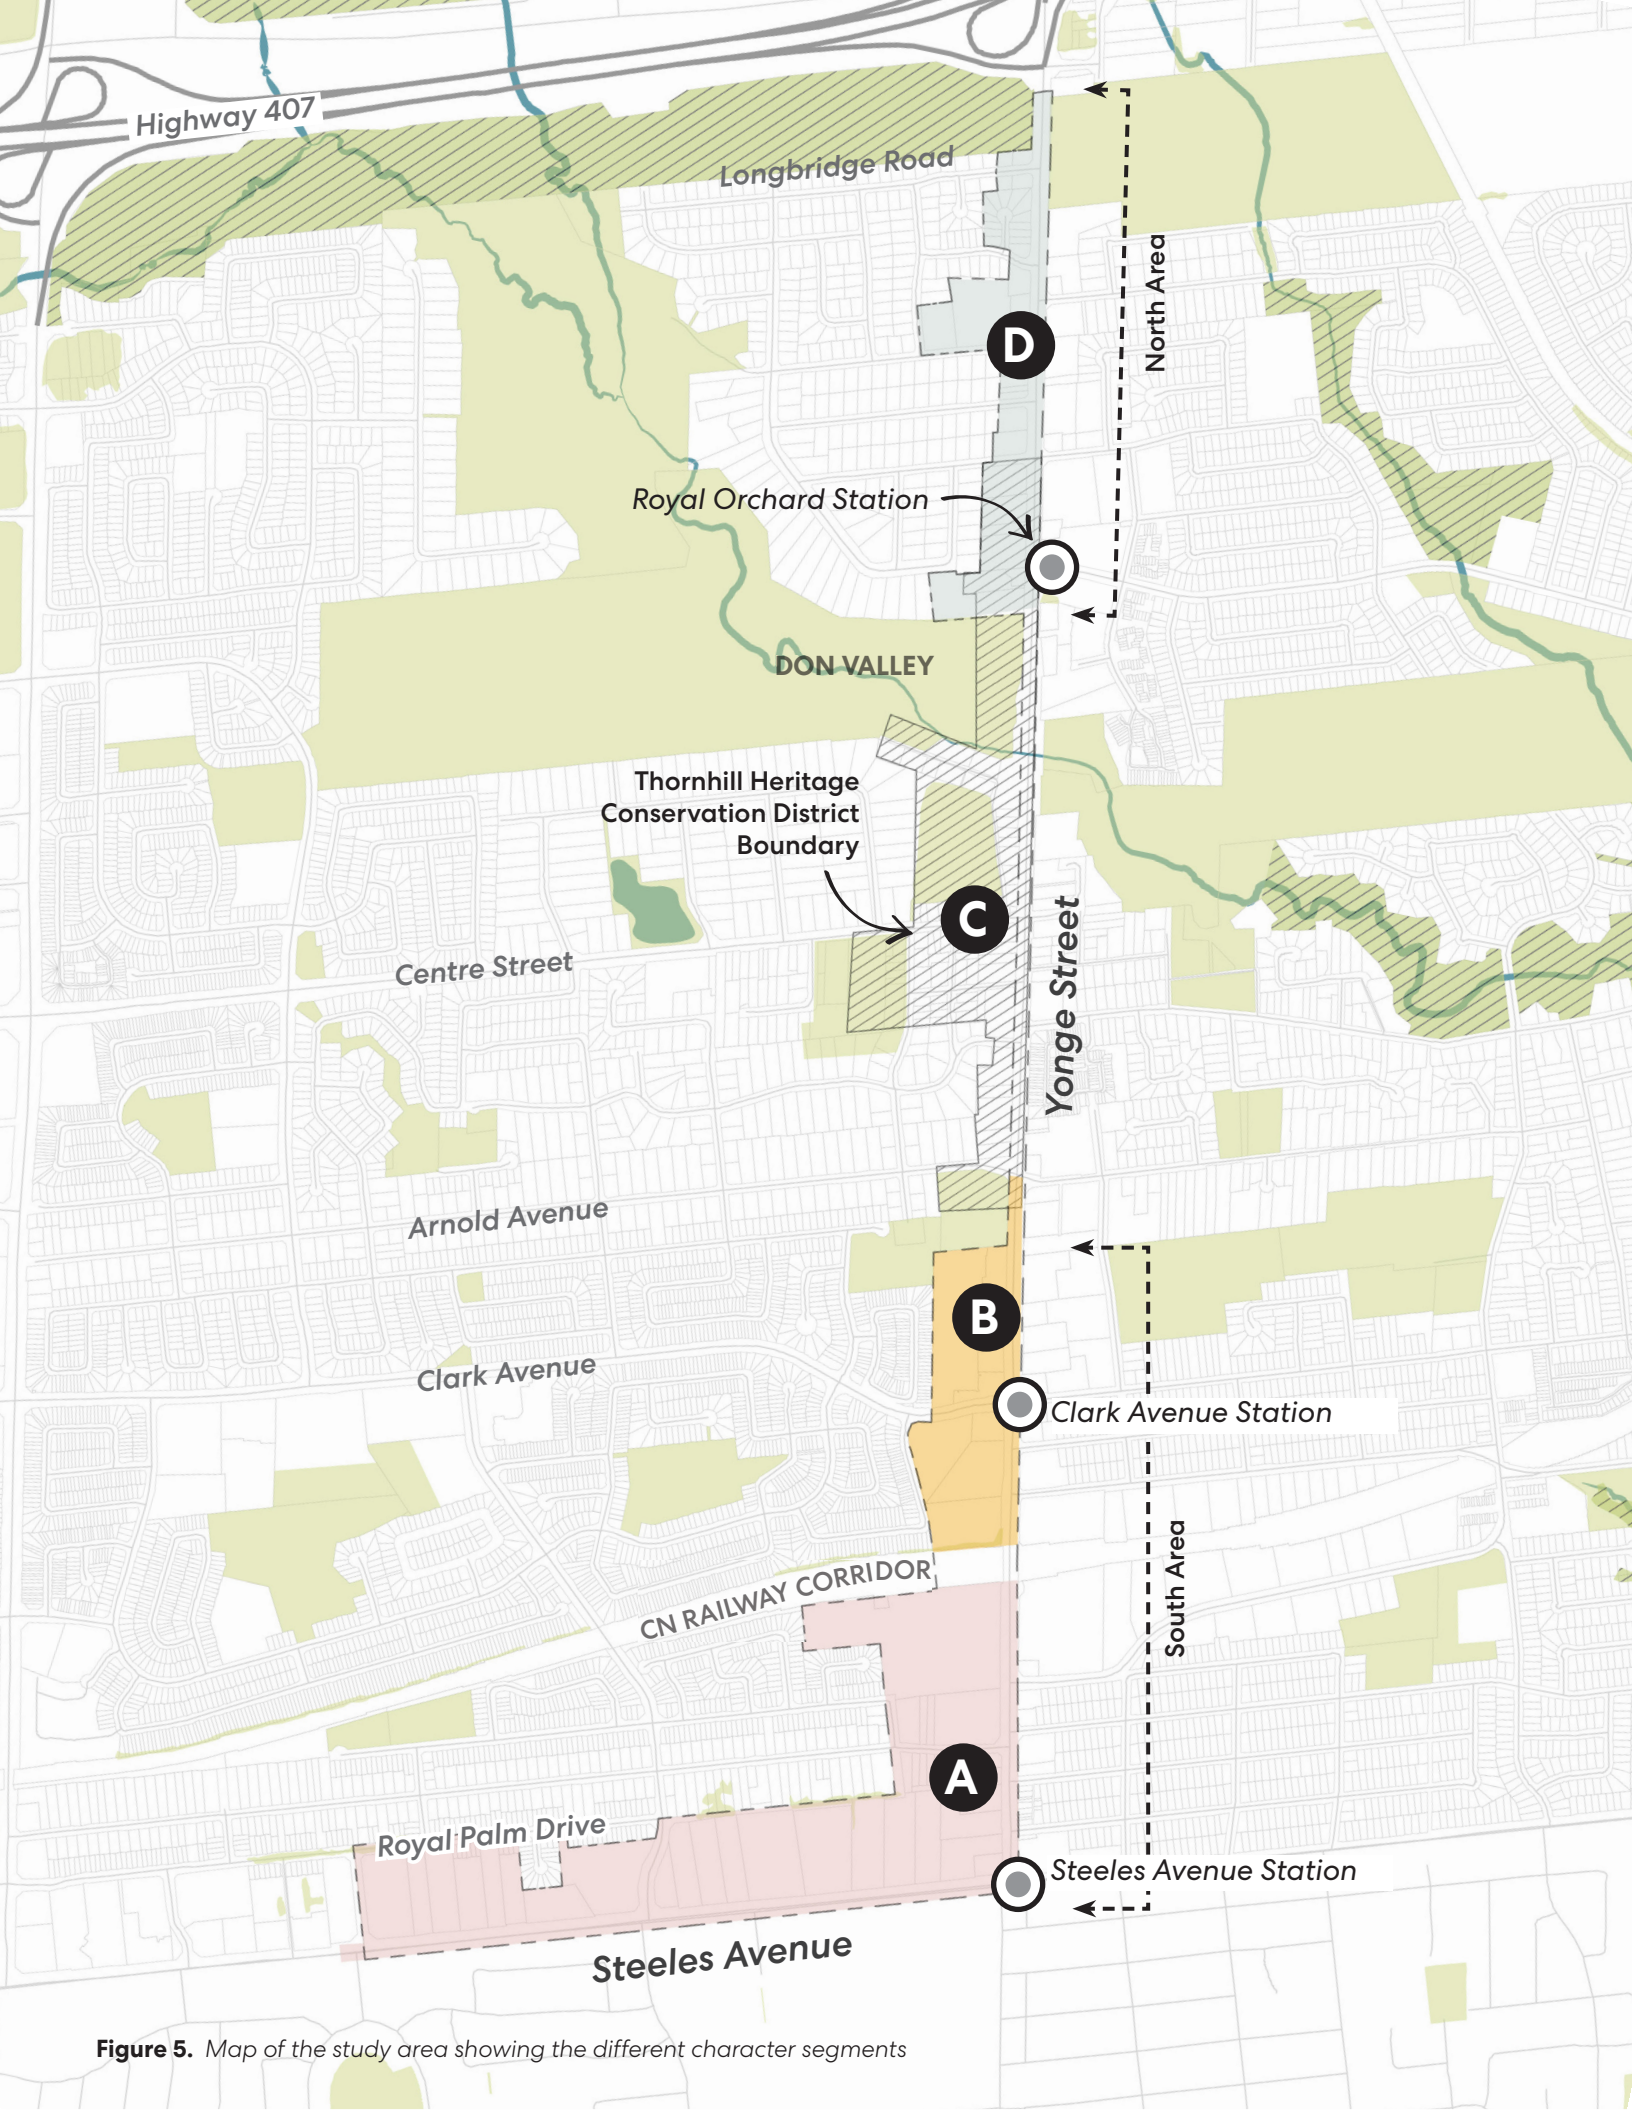 Highway 407
Longbridge Road
North Area
D
Royal Orchard Station
DON VALLEY
Thornhill Heritage
Conservation District
Boundary
C
Yonge Street
Centre Street
Arnold Avenue
B
Clark Avenue
Clark Avenue Station
South Area
CN RAILWAY CORRIDOR
A
Royal Palm Drive
Steeles Avenue Station
Steeles Avenue
Figure 5. Map of the study area showing the different character segments